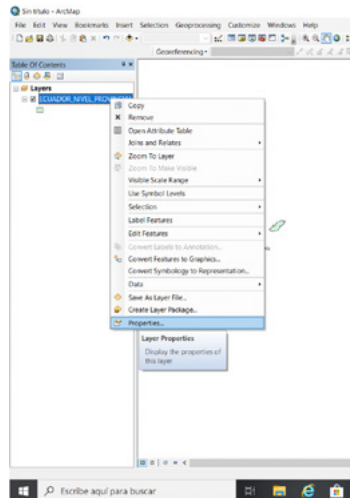 Sin título - ArcMap
File Edit View Bookmarks Insert Selection Geoprocessing Customize Windows Help
Georeferencing
Table Of Contents
Layers
ECUADOR_NIVEL_PROVINCIAL
Copy
Remove
Open Attribute Table
Joins and Relates
Zoom To Layer
Zoom To Make Visible
Visible Scale Range
Use Symbol Levels
Selection
Label Features
Edit Features
Convert Labels to Annotation...
Convert Features to Graphics...
Convert Symbology to Representation...
Data
Save As Layer File...
Create Layer Package...
Properties...
Layer Properties
Display the properties of
this layer
Escribe aquí para buscar